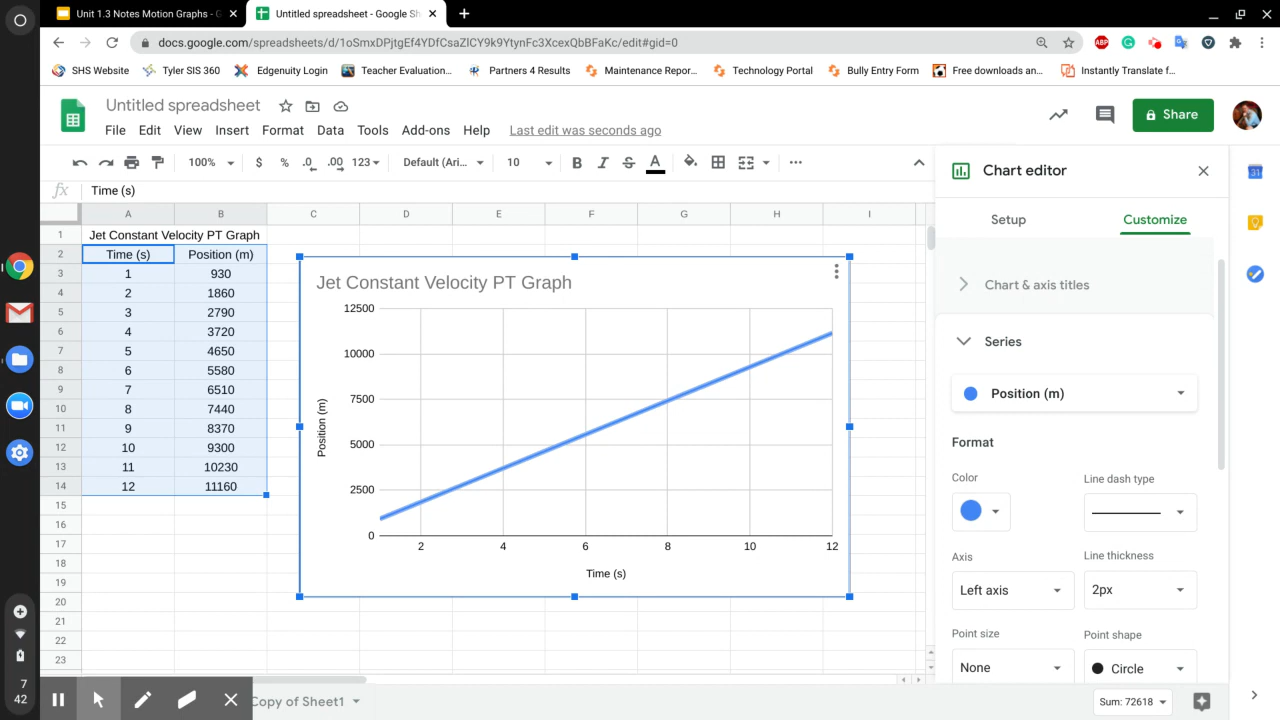 Unit 1.3 Notes Motion Graphs - G
Untitled spreadsheet - Google Sh
docs.google.com/spreadsheets/d/1oSmxDPjtgEf4YDfCsaZlCY9k9YtynFc3XcexQbBFaKc/edit#gid=0
SHS Website
Tyler SIS 360
Edgenuity Login
Teacher Evaluation...
Partners 4 Results
Maintenance Repor...
Technology Portal
Bully Entry Form
Free downloads an...
Instantly Translate f...
Untitled spreadsheet
File Edit View Insert Format Data Tools Add-ons Help Last edit was seconds ago
Share
100% $ % .0 .00 123 Default (Ari... 10 B I S A
fx Time (s)
Chart editor
Setup Customize
A B C D E F G H I
1 Jet Constant Velocity PT Graph
2 Time (s) Position (m)
3 1 930
4 2 1860
5 3 2790
6 4 3720
7 5 4650
8 6 5580
9 7 6510
10 8 7440
11 9 8370
12 10 9300
13 11 10230
14 12 11160
15
16
17
18
19
20
21
22
23
Jet Constant Velocity PT Graph
12500
10000
7500
5000
2500
0
Position (m)
2 4 6 8 10 12
Time (s)
Chart & axis titles
Series
Position (m)
Format
Color Line dash type
Axis Line thickness
Left axis 2px
Point size Point shape
None Circle
31
7
42
Copy of Sheet1
Sum: 72618
ABP